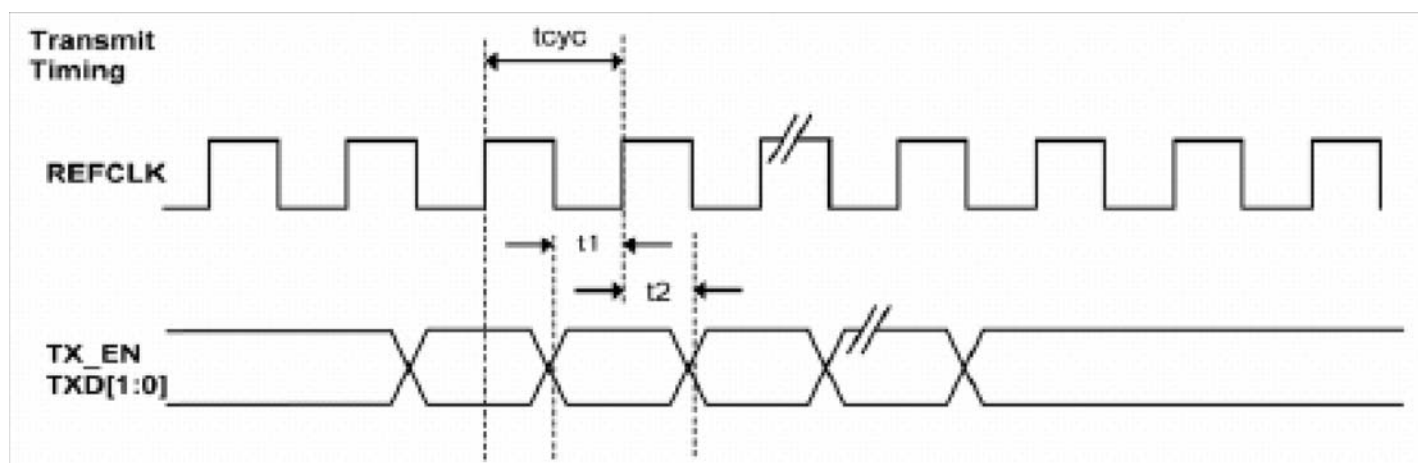 Transmit
Timing
tcyc
REFCLK
t1
t2
TX_EN
TXD[1:0]